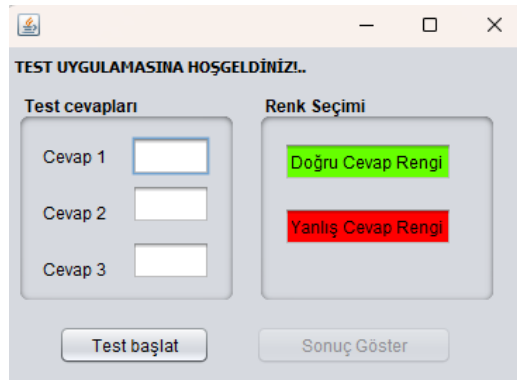 TEST UYGULAMASINA HOŞGELDİNİZ!..
Test cevapları
Renk Seçimi
Cevap 1
Doğru Cevap Rengi
Cevap 2
Yanlış Cevap Rengi
Cevap 3
Test başlat
Sonuç Göster